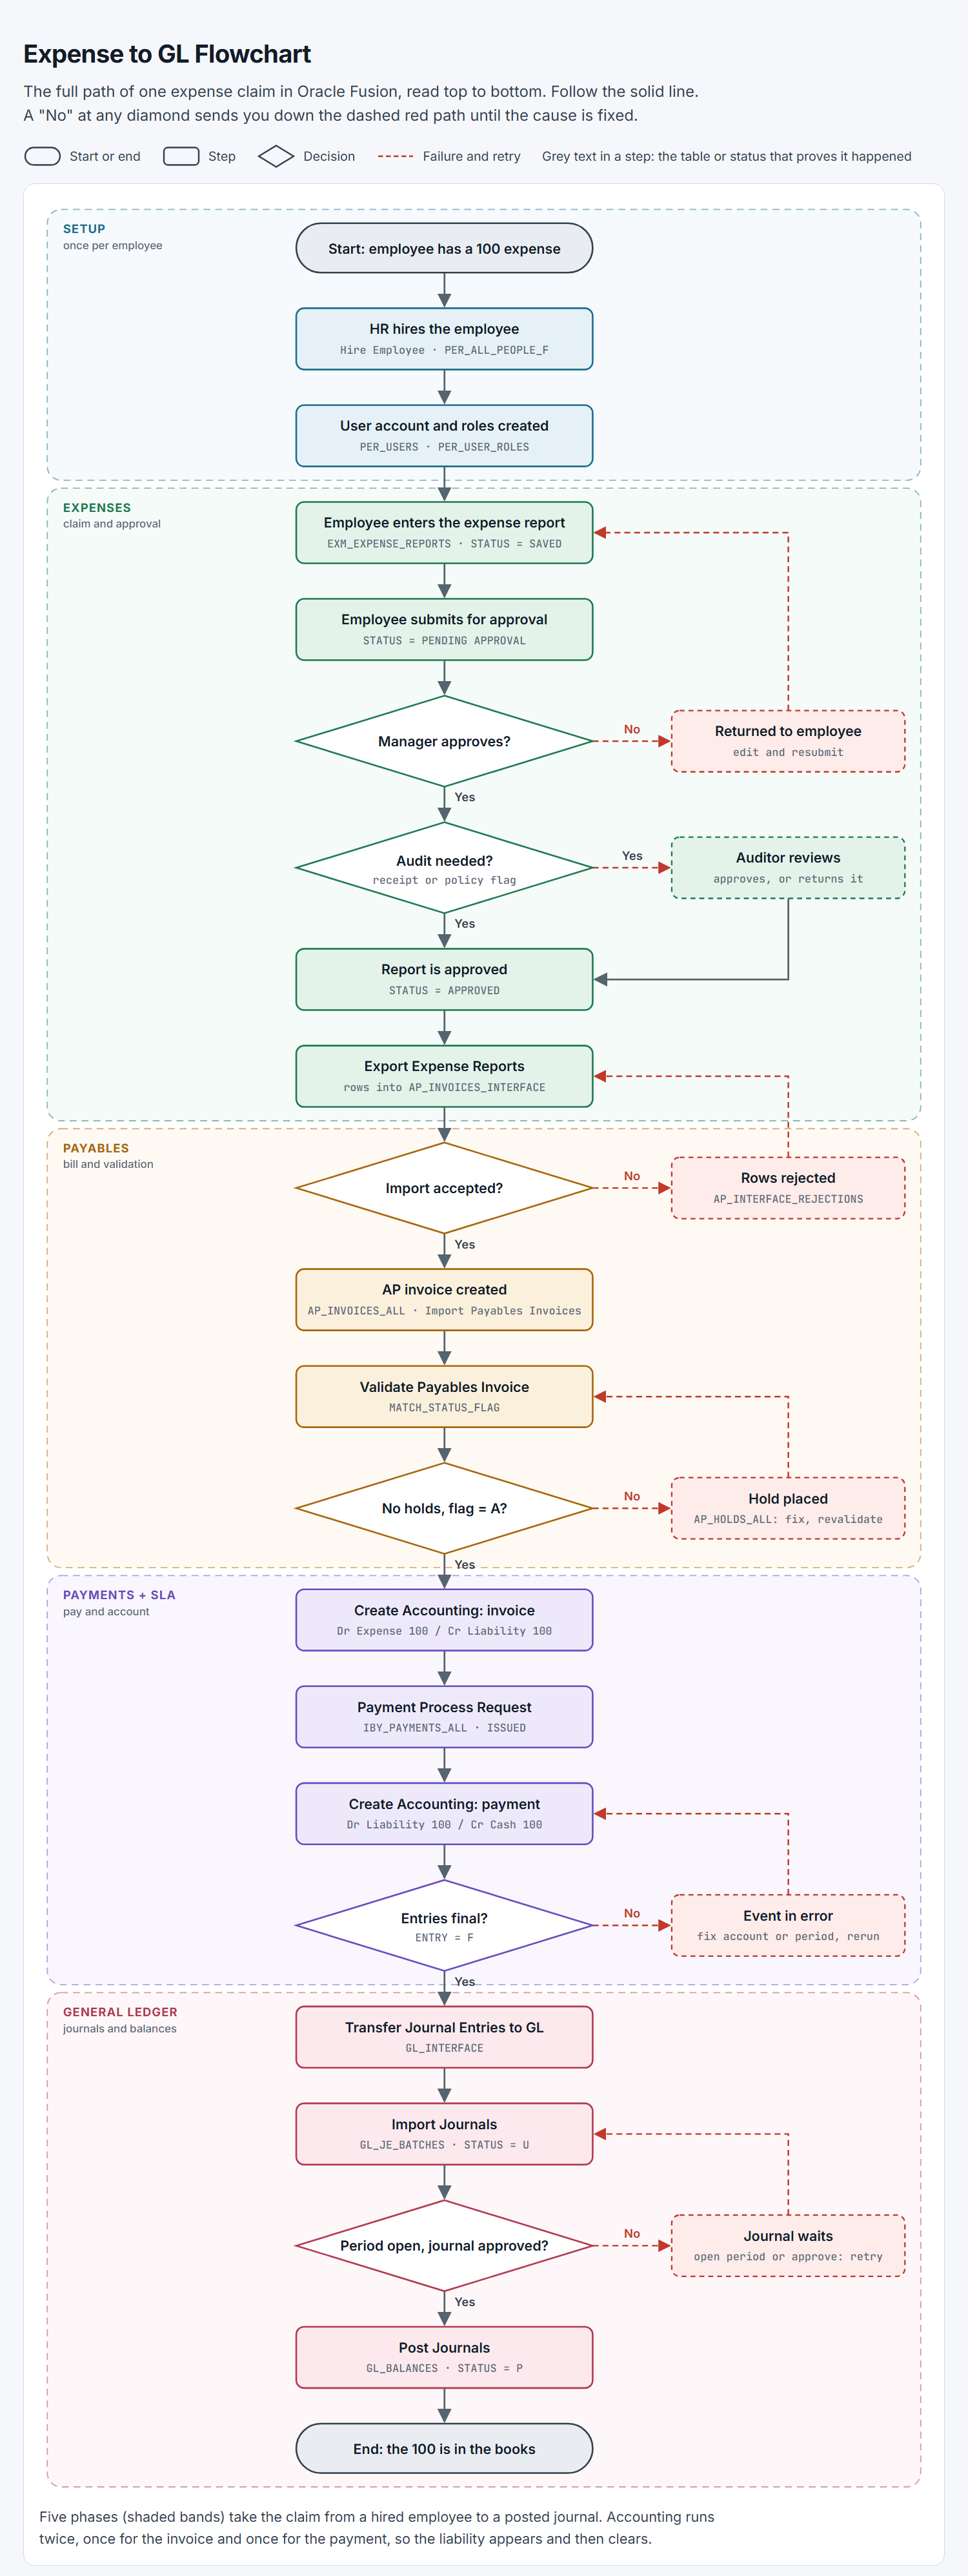 Expense to GL Flowchart
The full path of one expense claim in Oracle Fusion, read top to bottom. Follow the solid line.
A "No" at any diamond sends you down the dashed red path until the cause is fixed.
Start or end
Step
Decision
Failure and retry
Grey text in a step: the table or status that proves it happened
SETUP
once per employee
Start: employee has a 100 expense
HR hires the employee
Hire Employee · PER_ALL_PEOPLE_F
User account and roles created
PER_USERS · PER_USER_ROLES
EXPENSES
claim and approval
Employee enters the expense report
EXM_EXPENSE_REPORTS · STATUS = SAVED
Employee submits for approval
STATUS = PENDING APPROVAL
Manager approves?
No
Returned to employee
edit and resubmit
Yes
Audit needed?
receipt or policy flag
Yes
Auditor reviews
approves, or returns it
Yes
Report is approved
STATUS = APPROVED
Export Expense Reports
rows into AP_INVOICES_INTERFACE
PAYABLES
bill and validation
Import accepted?
No
Rows rejected
AP_INTERFACE_REJECTIONS
Yes
AP invoice created
AP_INVOICES_ALL · Import Payables Invoices
Validate Payables Invoice
MATCH_STATUS_FLAG
No holds, flag = A?
No
Hold placed
AP_HOLDS_ALL: fix, revalidate
Yes
PAYMENTS + SLA
pay and account
Create Accounting: invoice
Dr Expense 100 / Cr Liability 100
Payment Process Request
IBY_PAYMENTS_ALL · ISSUED
Create Accounting: payment
Dr Liability 100 / Cr Cash 100
Entries final?
ENTRY = F
No
Event in error
fix account or period, rerun
Yes
GENERAL LEDGER
journals and balances
Transfer Journal Entries to GL
GL_INTERFACE
Import Journals
GL_JE_BATCHES · STATUS = U
Period open, journal approved?
No
Journal waits
open period or approve: retry
Yes
Post Journals
GL_BALANCES · STATUS = P
End: the 100 is in the books
Five phases (shaded bands) take the claim from a hired employee to a posted journal. Accounting runs
twice, once for the invoice and once for the payment, so the liability appears and then clears.